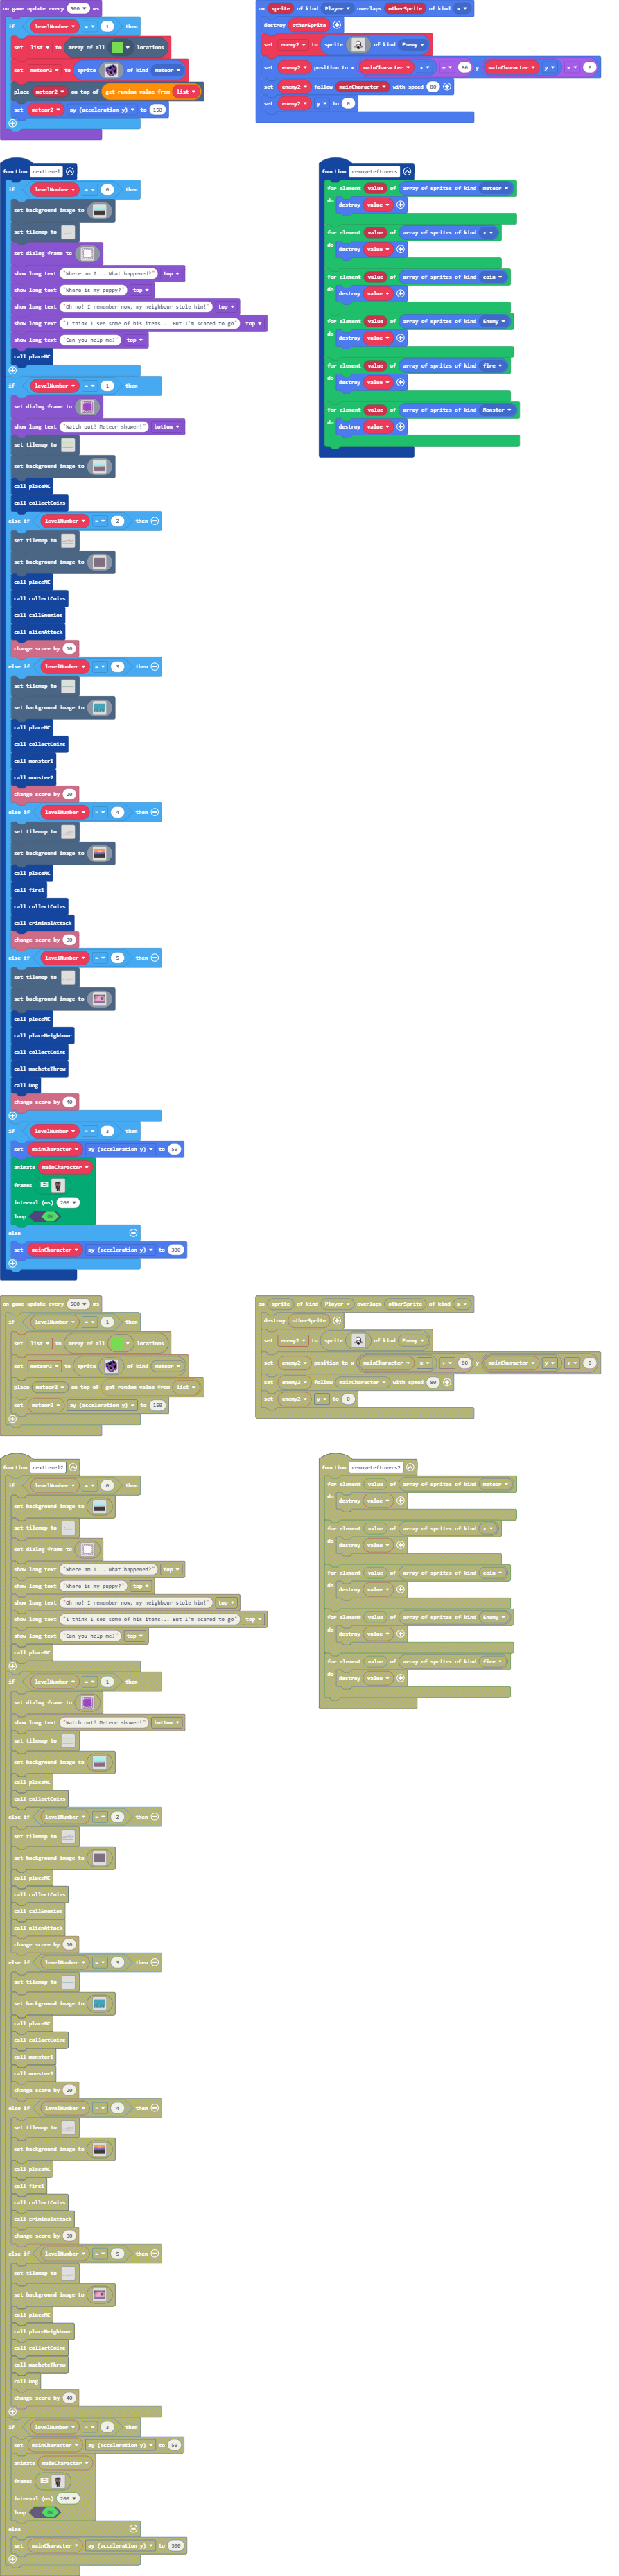 on game update every 500 ms
if levelNumber = 1 then
set list to array of all locations
set meteor2 to sprite of kind meteor
place meteor2 on top of get random value from list
set meteor2 ay (acceleration y) to 150
on sprite of kind Player overlaps otherSprite of kind x
destroy otherSprite
set enemy2 to sprite of kind Enemy
set enemy2 position to x mainCharacter x + 80 y mainCharacter y + 0
set enemy2 follow mainCharacter with speed 80
set enemy2 y to 0
function nextLevel
if levelNumber = 0 then
set background image to
set tilemap to
set dialog frame to
show long text "Where am I... What happened?" top
show long text "Where is my puppy?" top
show long text "Oh no! I remember now, my neighbour stole him!" top
show long text "I think I see some of his items... But I'm scared to go" top
show long text "Can you help me?" top
call placeMC
if levelNumber = 1 then
set dialog frame to
show long text "Watch out! Meteor shower!" bottom
set tilemap to
set background image to
call placeMC
call collectCoins
else if levelNumber = 2 then
set tilemap to
set background image to
call placeMC
call collectCoins
call callEnemies
call alienAttack
change score by 10
else if levelNumber = 3 then
set tilemap to
set background image to
call placeMC
call collectCoins
call monster1
call monster2
change score by 20
else if levelNumber = 4 then
set tilemap to
set background image to
call placeMC
call fire1
call collectCoins
call criminalAttack
change score by 30
else if levelNumber = 5 then
set tilemap to
set background image to
call placeMC
call placeNeighbour
call collectCoins
call macheteThrow
call Dog
change score by 40
if levelNumber = 3 then
set mainCharacter ay (acceleration y) to 50
animate mainCharacter
frames
interval (ms) 200
loop ON
else
set mainCharacter ay (acceleration y) to 300
function removeLeftovers
for element value of array of sprites of kind meteor
do destroy value
for element value of array of sprites of kind x
do destroy value
for element value of array of sprites of kind coin
do destroy value
for element value of array of sprites of kind Enemy
do destroy value
for element value of array of sprites of kind fire
do destroy value
for element value of array of sprites of kind Monster
do destroy value
on game update every 500 ms
if levelNumber = 1 then
set list to array of all locations
set meteor2 to sprite of kind meteor
place meteor2 on top of get random value from list
set meteor2 ay (acceleration y) to 150
on sprite of kind Player overlaps otherSprite of kind x
destroy otherSprite
set enemy2 to sprite of kind Enemy
set enemy2 position to x mainCharacter x + 80 y mainCharacter y + 0
set enemy2 follow mainCharacter with speed 80
set enemy2 y to 0
function nextLevel2
if levelNumber = 0 then
set background image to
set tilemap to
set dialog frame to
show long text "Where am I... What happened?" top
show long text "Where is my puppy?" top
show long text "Oh no! I remember now, my neighbour stole him!" top
show long text "I think I see some of his items... But I'm scared to go" top
show long text "Can you help me?" top
call placeMC
if levelNumber = 1 then
set dialog frame to
show long text "Watch out! Meteor shower!" bottom
set tilemap to
set background image to
call placeMC
call collectCoins
else if levelNumber = 2 then
set tilemap to
set background image to
call placeMC
call collectCoins
call callEnemies
call alienAttack
change score by 10
else if levelNumber = 3 then
set tilemap to
set background image to
call placeMC
call collectCoins
call monster1
call monster2
change score by 20
else if levelNumber = 4 then
set tilemap to
set background image to
call placeMC
call fire1
call collectCoins
call criminalAttack
change score by 30
else if levelNumber = 5 then
set tilemap to
set background image to
call placeMC
call placeNeighbour
call collectCoins
call macheteThrow
call Dog
change score by 40
if levelNumber = 3 then
set mainCharacter ay (acceleration y) to 50
animate mainCharacter
frames
interval (ms) 200
loop ON
else
set mainCharacter ay (acceleration y) to 300
function removeLeftovers2
for element value of array of sprites of kind meteor
do destroy value
for element value of array of sprites of kind x
do destroy value
for element value of array of sprites of kind coin
do destroy value
for element value of array of sprites of kind Enemy
do destroy value
for element value of array of sprites of kind fire
do destroy value